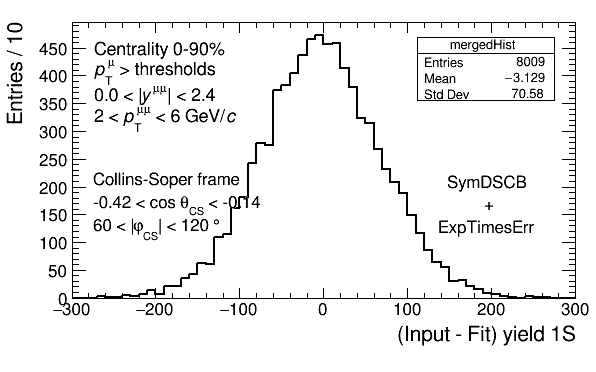 Entries / 10
450
400
350
300
250
200
150
100
50
0
−300
−200
−100
0
100
200
300
(Input - Fit) yield 1S
Centrality 0-90%
p_T^μ > thresholds
0.0 < |y^μμ| < 2.4
2 < p_T^μμ < 6 GeV/c
Collins-Soper frame
-0.42 < cos θ_CS < -0.14
60 < |φ_CS| < 120 °
mergedHist
Entries 8009
Mean −3.129
Std Dev 70.58
SymDSCB
+
ExpTimesErr